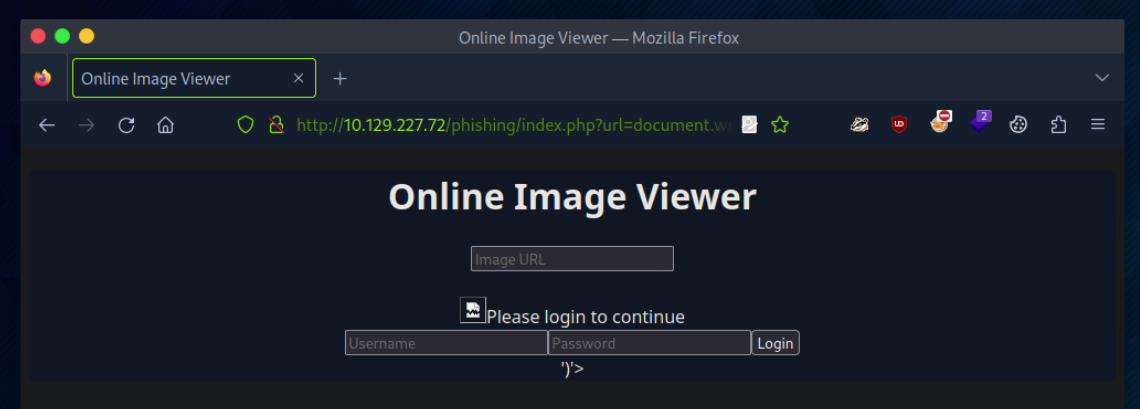 Online Image Viewer — Mozilla Firefox
Online Image Viewer
http://10.129.227.72/phishing/index.php?url=document.w
2
Online Image Viewer
Image URL
Please login to continue
Username Password Login
')'>